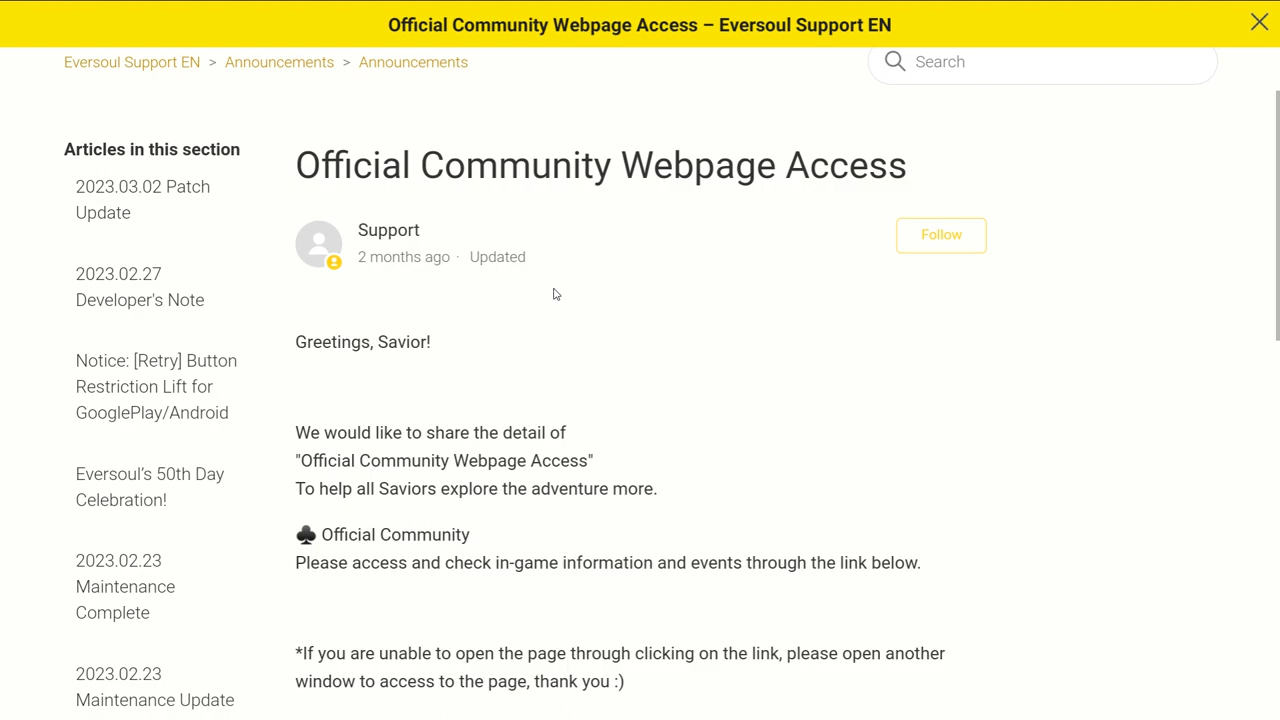 Official Community Webpage Access – Eversoul Support EN
Eversoul Support EN > Announcements > Announcements
Search
Articles in this section
2023.03.02 Patch
Update
2023.02.27
Developer's Note
Notice: [Retry] Button
Restriction Lift for
GooglePlay/Android
Eversoul’s 50th Day
Celebration!
2023.02.23
Maintenance
Complete
2023.02.23
Maintenance Update
Official Community Webpage Access
Support
2 months ago · Updated
Follow
Greetings, Savior!
We would like to share the detail of
"Official Community Webpage Access"
To help all Saviors explore the adventure more.
♣ Official Community
Please access and check in-game information and events through the link below.
*If you are unable to open the page through clicking on the link, please open another
window to access to the page, thank you :)